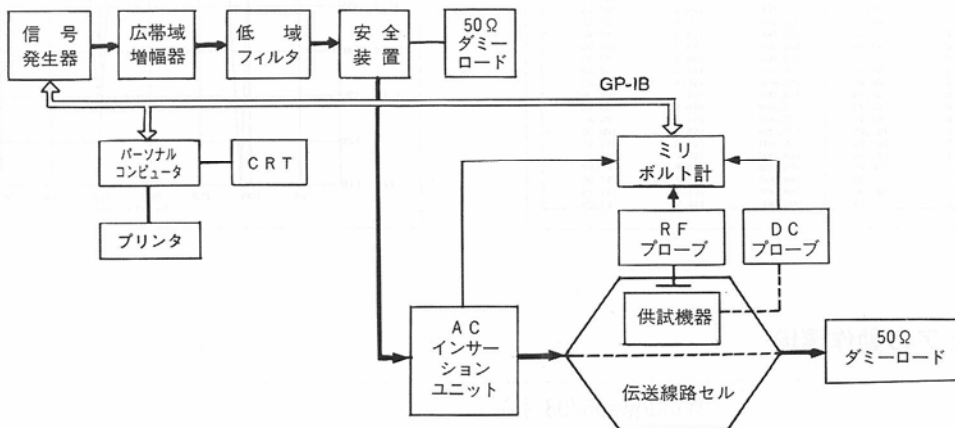 信号
発生器
広帯域
増幅器
低域
フィルタ
安全
装置
50Ω
ダミー
ロード
GP-IB
パーソナル
コンピュータ
CRT
プリンタ
ミリ
ボルト計
RF
プローブ
DC
プローブ
供試機器
AC
インサー
ション
ユニット
伝送線路セル
50Ω
ダミーロード